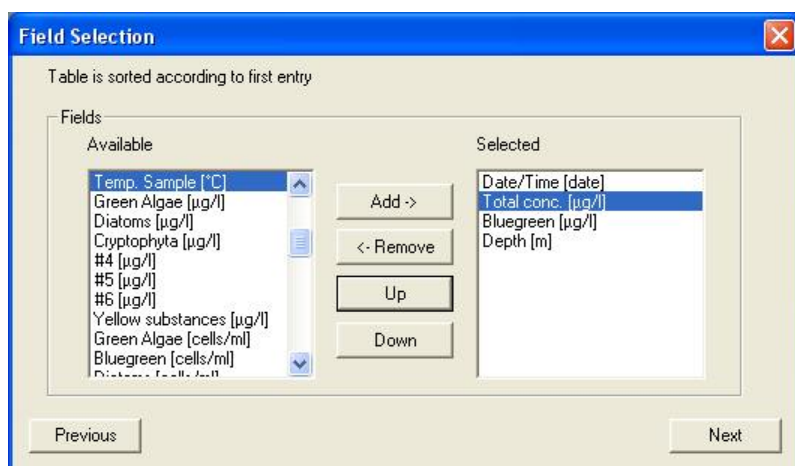 Field Selection
Table is sorted according to first entry
Fields
Available
Temp. Sample [°C]
Green Algae [µg/l]
Diatoms [µg/l]
Cryptophyta [µg/l]
#4 [µg/l]
#5 [µg/l]
#6 [µg/l]
Yellow substances [µg/l]
Green Algae [cells/ml]
Bluegreen [cells/ml]
Add ->
<- Remove
Up
Down
Selected
Date/Time [date]
Total conc. [µg/l]
Bluegreen [µg/l]
Depth [m]
Previous
Next